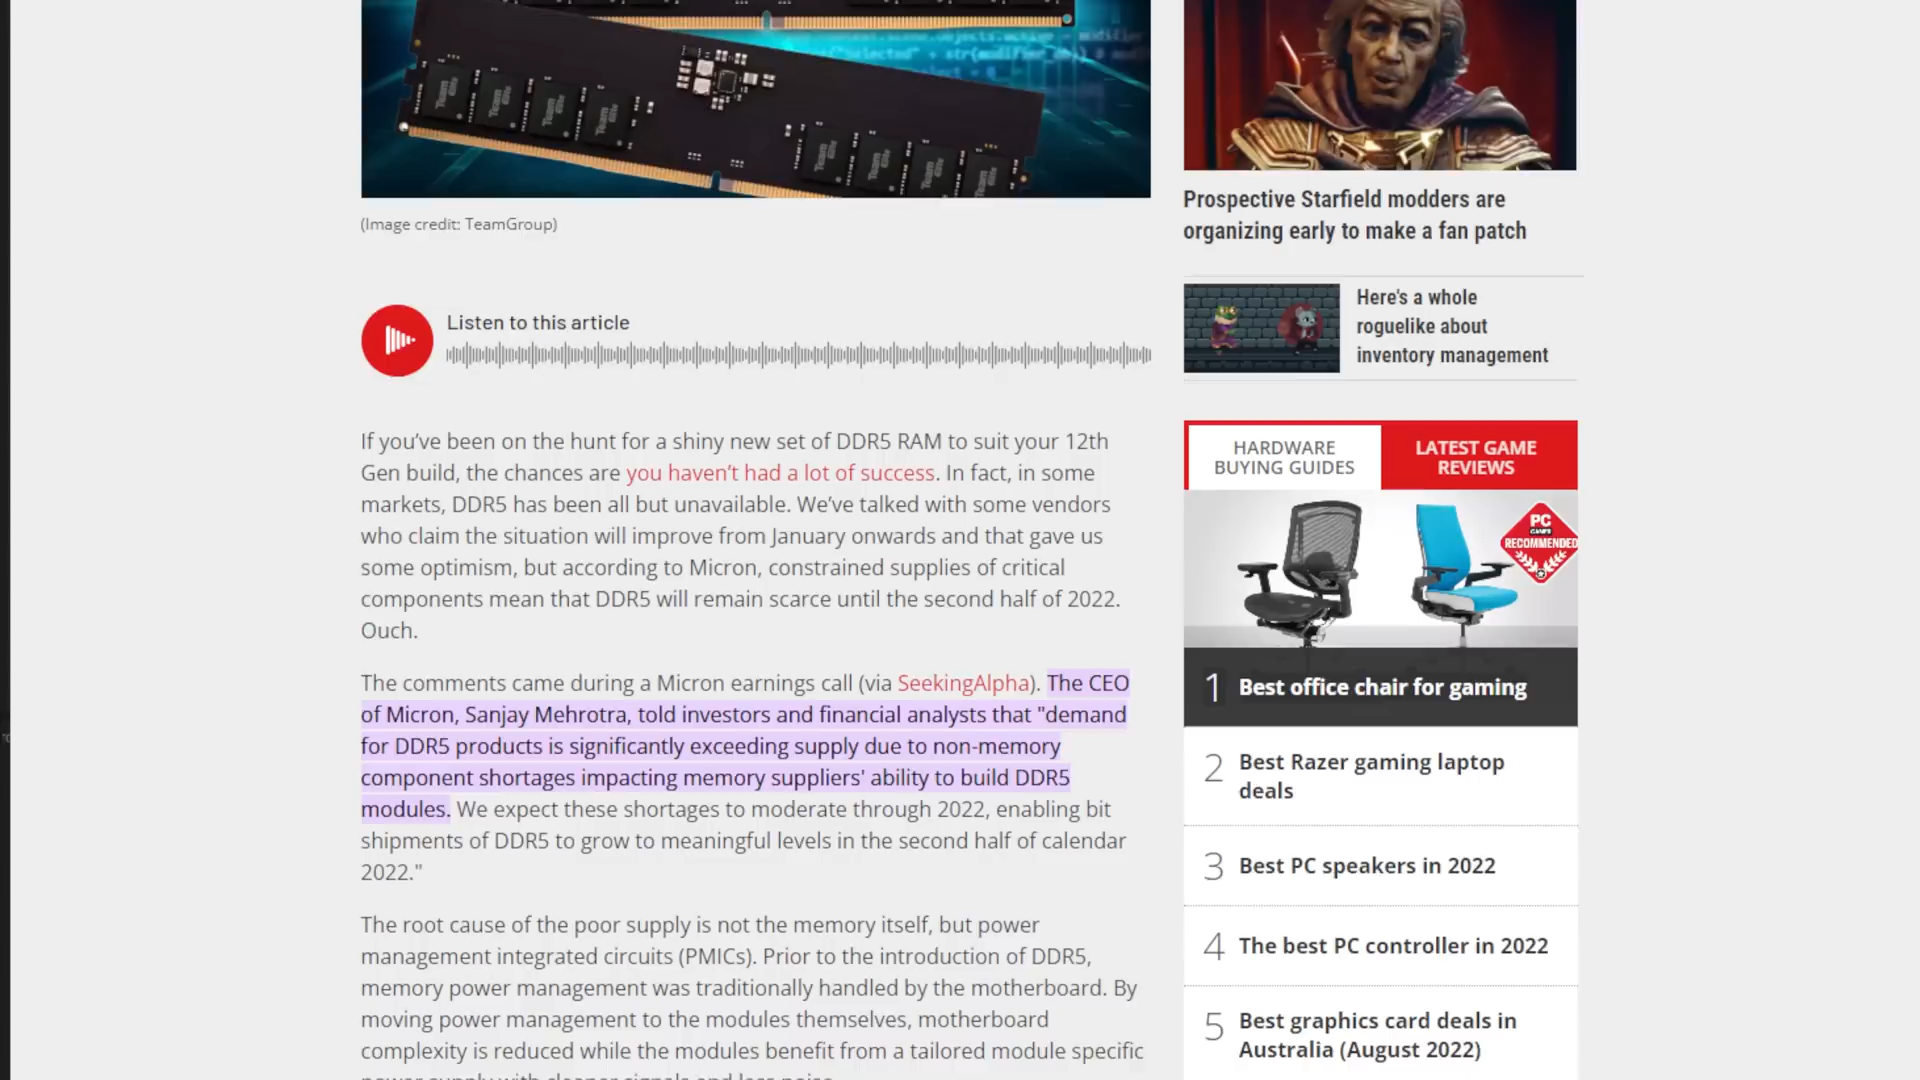 (Image credit: TeamGroup)
Listen to this article
If you’ve been on the hunt for a shiny new set of DDR5 RAM to suit your 12th
Gen build, the chances are you haven’t had a lot of success. In fact, in some
markets, DDR5 has been all but unavailable. We’ve talked with some vendors
who claim the situation will improve from January onwards and that gave us
some optimism, but according to Micron, constrained supplies of critical
components mean that DDR5 will remain scarce until the second half of 2022.
Ouch.
The comments came during a Micron earnings call (via SeekingAlpha). The CEO
of Micron, Sanjay Mehrotra, told investors and financial analysts that "demand
for DDR5 products is significantly exceeding supply due to non-memory
component shortages impacting memory suppliers' ability to build DDR5
modules. We expect these shortages to moderate through 2022, enabling bit
shipments of DDR5 to grow to meaningful levels in the second half of calendar
2022."
The root cause of the poor supply is not the memory itself, but power
management integrated circuits (PMICs). Prior to the introduction of DDR5,
memory power management was traditionally handled by the motherboard. By
moving power management to the modules themselves, motherboard
complexity is reduced while the modules benefit from a tailored module specific
Prospective Starfield modders are
organizing early to make a fan patch
Here's a whole
roguelike about
inventory management
HARDWARE
BUYING GUIDES
LATEST GAME
REVIEWS
PC
GAMER
RECOMMENDED
1 Best office chair for gaming
2 Best Razer gaming laptop
deals
3 Best PC speakers in 2022
4 The best PC controller in 2022
5 Best graphics card deals in
Australia (August 2022)